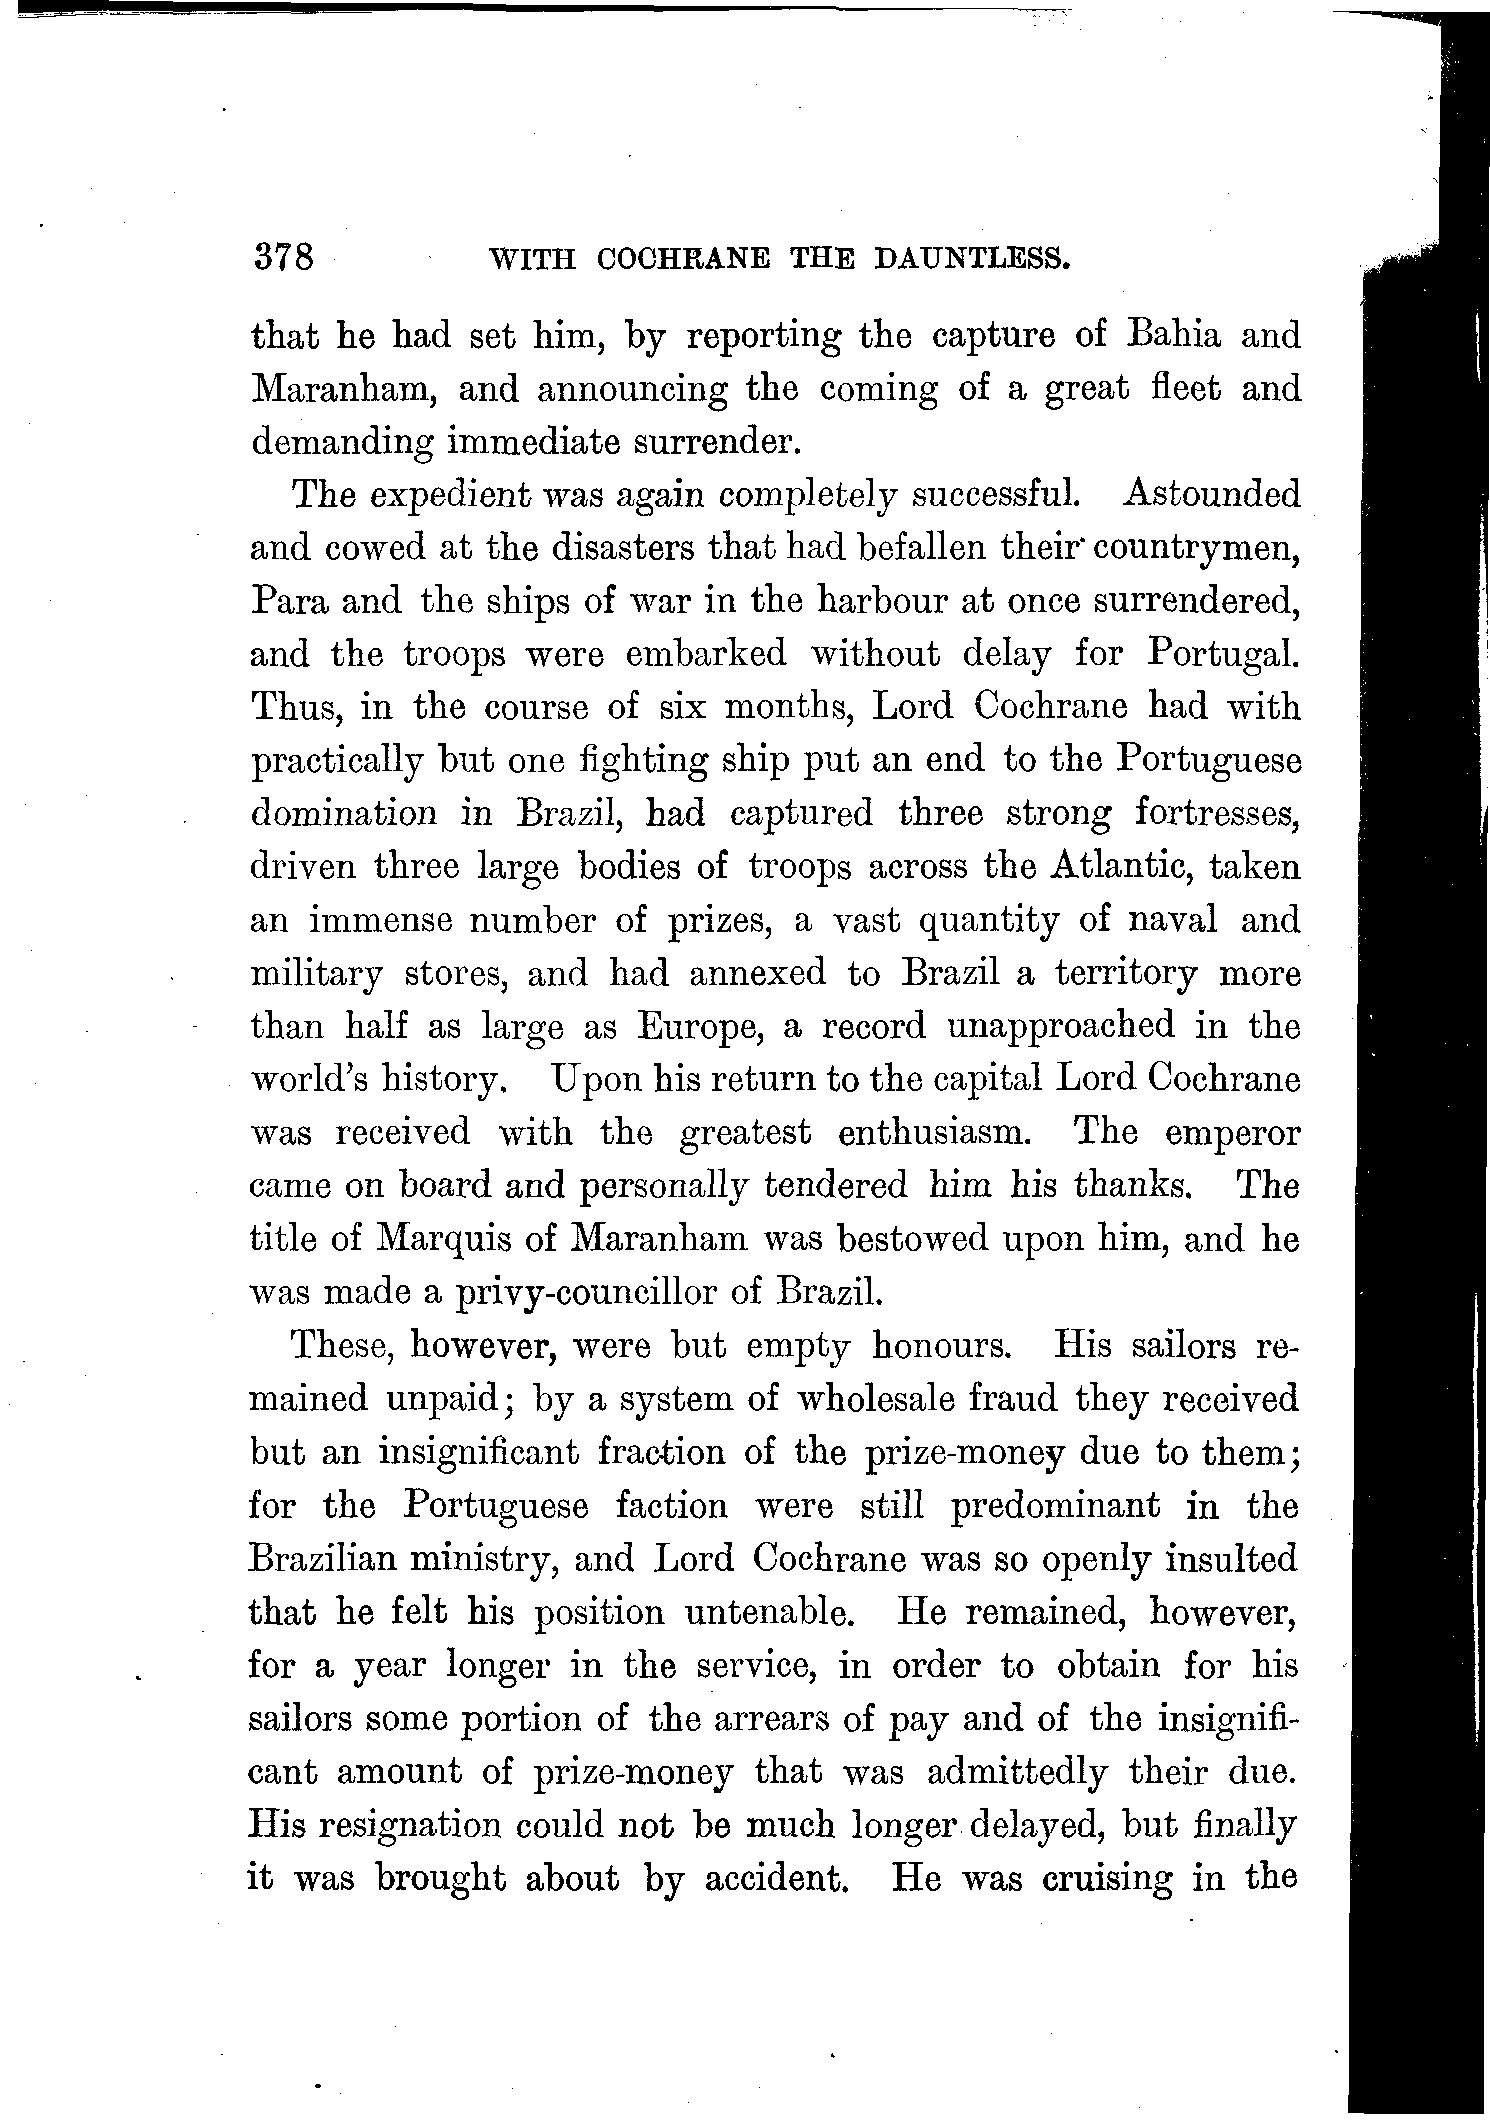 378 WITH COCHRANE THE DAUNTLESS.
that he had set him, by reporting the capture of Bahia and
Maranham, and announcing the coming of a great fleet and
demanding immediate surrender.
The expedient was again completely successful. Astounded
and cowed at the disasters that had befallen their countrymen,
Para and the ships of war in the harbour at once surrendered,
and the troops were embarked without delay for Portugal.
Thus, in the course of six months, Lord Cochrane had with
practically but one fighting ship put an end to the Portuguese
domination in Brazil, had captured three strong fortresses,
driven three large bodies of troops across the Atlantic, taken
an immense number of prizes, a vast quantity of naval and
military stores, and had annexed to Brazil a territory more
than half as large as Europe, a record unapproached in the
world's history. Upon his return to the capital Lord Cochrane
was received with the greatest enthusiasm. The emperor
came on board and personally tendered him his thanks. The
title of Marquis of Maranham was bestowed upon him, and he
was made a privy-councillor of Brazil.
These, however, were but empty honours. His sailors re-
mained unpaid; by a system of wholesale fraud they received
but an insignificant fraction of the prize-money due to them;
for the Portuguese faction were still predominant in the
Brazilian ministry, and Lord Cochrane was so openly insulted
that he felt his position untenable. He remained, however,
for a year longer in the service, in order to obtain for his
sailors some portion of the arrears of pay and of the insignifi-
cant amount of prize-money that was admittedly their due.
His resignation could not be much longer delayed, but finally
it was brought about by accident. He was cruising in the